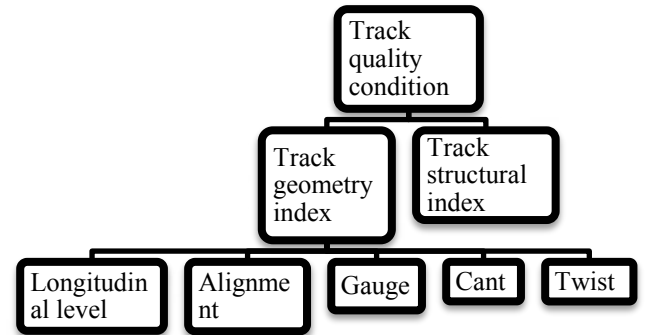 Track
quality
condition
Track
geometry
index
Track
structural
index
Longitudin
al level
Alignme
nt
Gauge
Cant
Twist